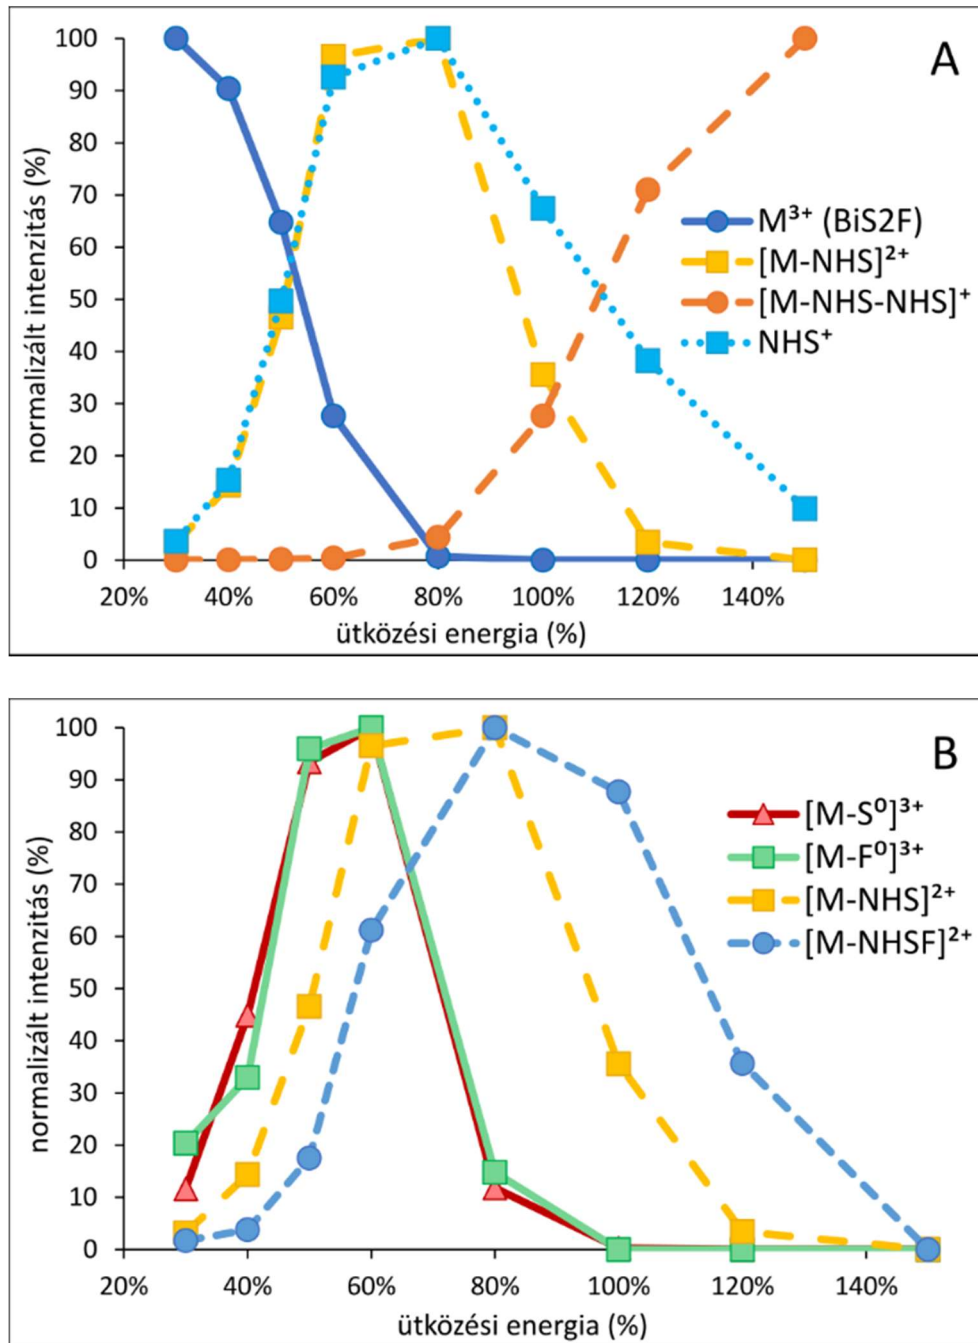 A
100
90
80
70
60
50
40
30
20
10
0
normalizált intenzitás (%)
M³⁺ (BiS2F)
[M-NHS]²⁺
[M-NHS-NHS]⁺
NHS⁺
20% 40% 60% 80% 100% 120% 140%
ütközési energia (%)
B
100
90
80
70
60
50
40
30
20
10
0
normalizált intenzitás (%)
[M-S⁰]³⁺
[M-F⁰]³⁺
[M-NHS]²⁺
[M-NHSF]²⁺
20% 40% 60% 80% 100% 120% 140%
ütközési energia (%)